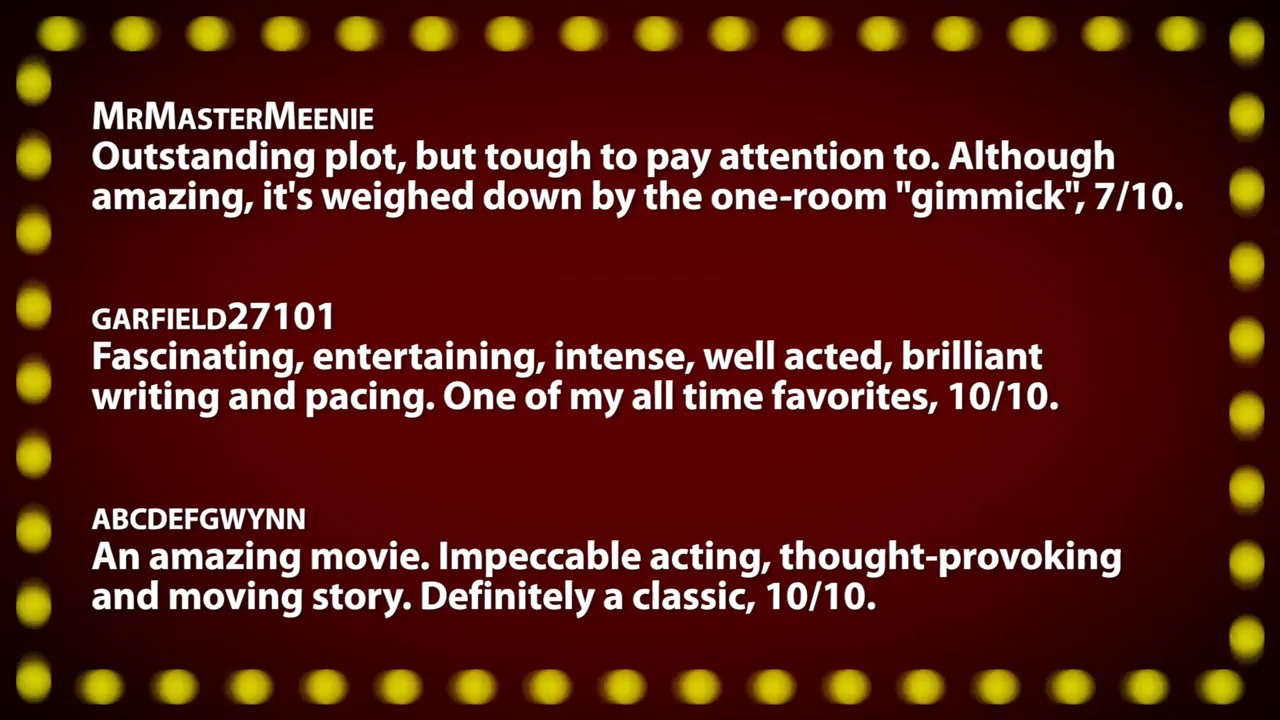 MrMasterMeenie
Outstanding plot, but tough to pay attention to. Although
amazing, it's weighed down by the one-room "gimmick", 7/10.
garfield27101
Fascinating, entertaining, intense, well acted, brilliant
writing and pacing. One of my all time favorites, 10/10.
abcdefgwynn
An amazing movie. Impeccable acting, thought-provoking
and moving story. Definitely a classic, 10/10.